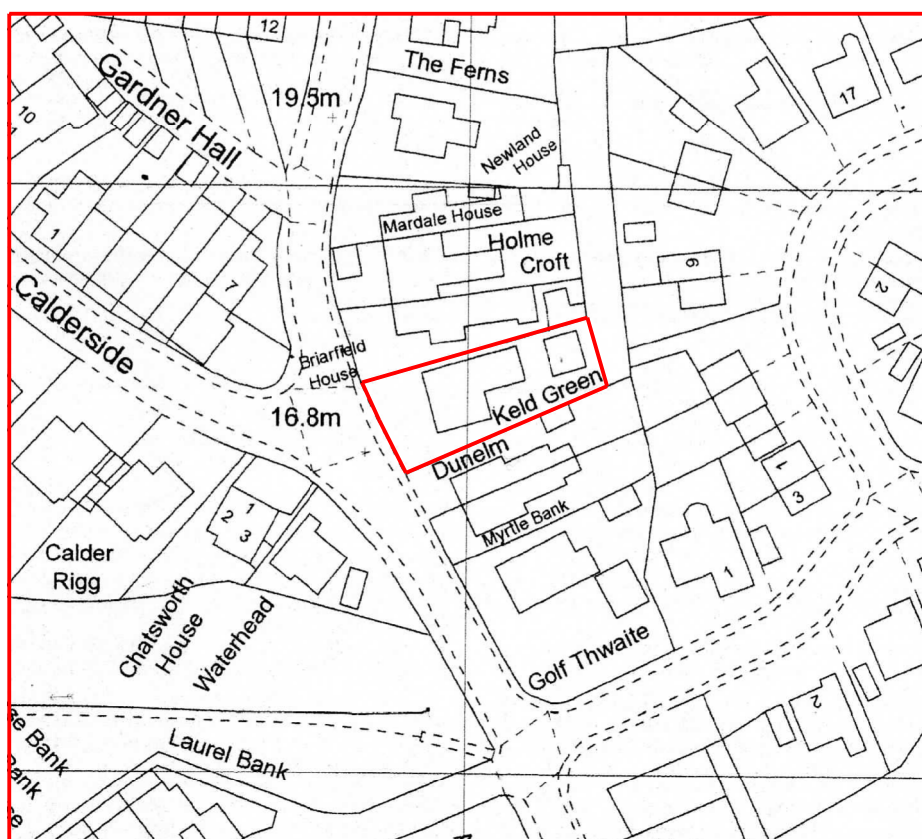 12
The Ferns
Gardner Hall
19.5m
17
10
Newland
House
Mardale House
1
Holme
Croft
7
6
2
Calderside
Briarfield
House
Keld Green
16.8m
Dunelm
1
3
1
2
3
Myrtle Bank
Calder
Rigg
1
Chatsworth
House
Waterhead
Golf Thwaite
2
Laurel Bank
Bank